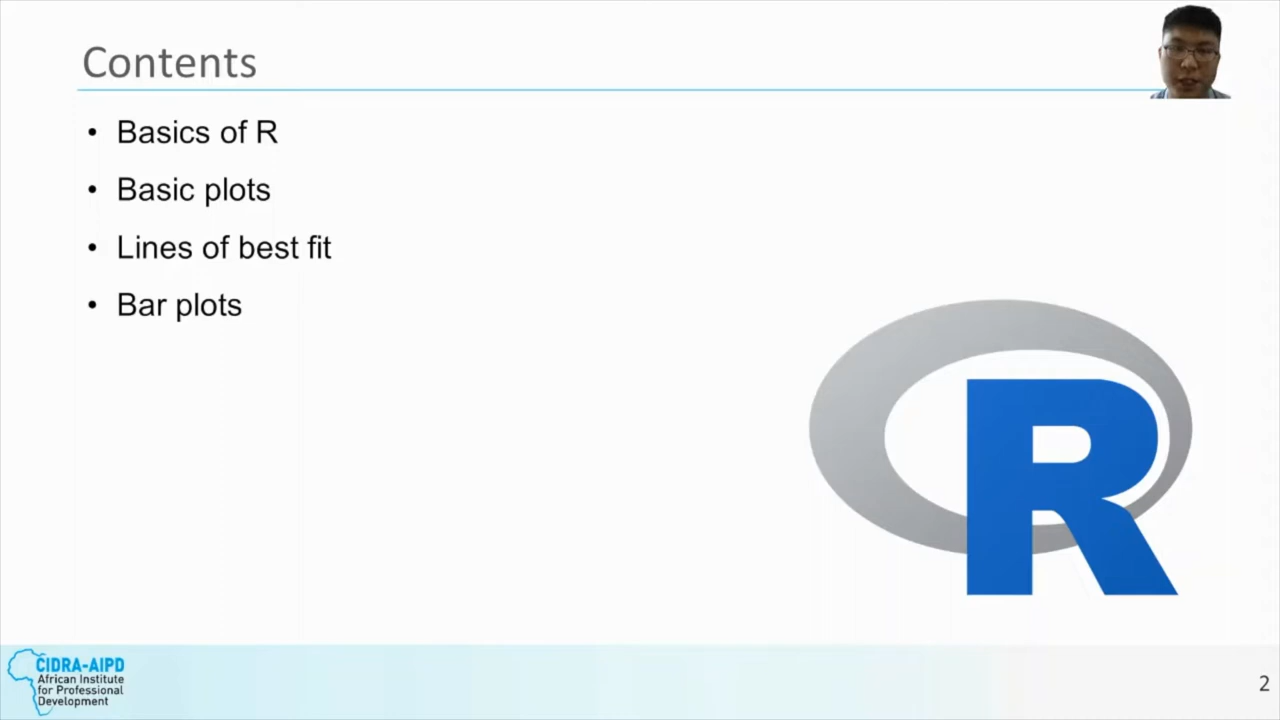 Contents
• Basics of R
• Basic plots
• Lines of best fit
• Bar plots
R
CIDRA-AIPD
African Institute
for Professional
Development
2